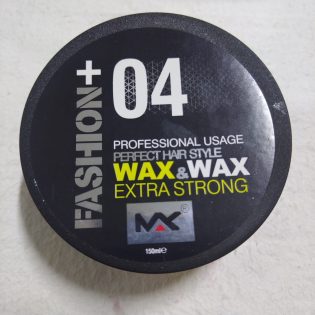 FASHION+
04
PROFESSIONAL USAGE
PERFECT HAIR STYLE
WAX & WAX
EXTRA STRONG
MX
®
150ml e